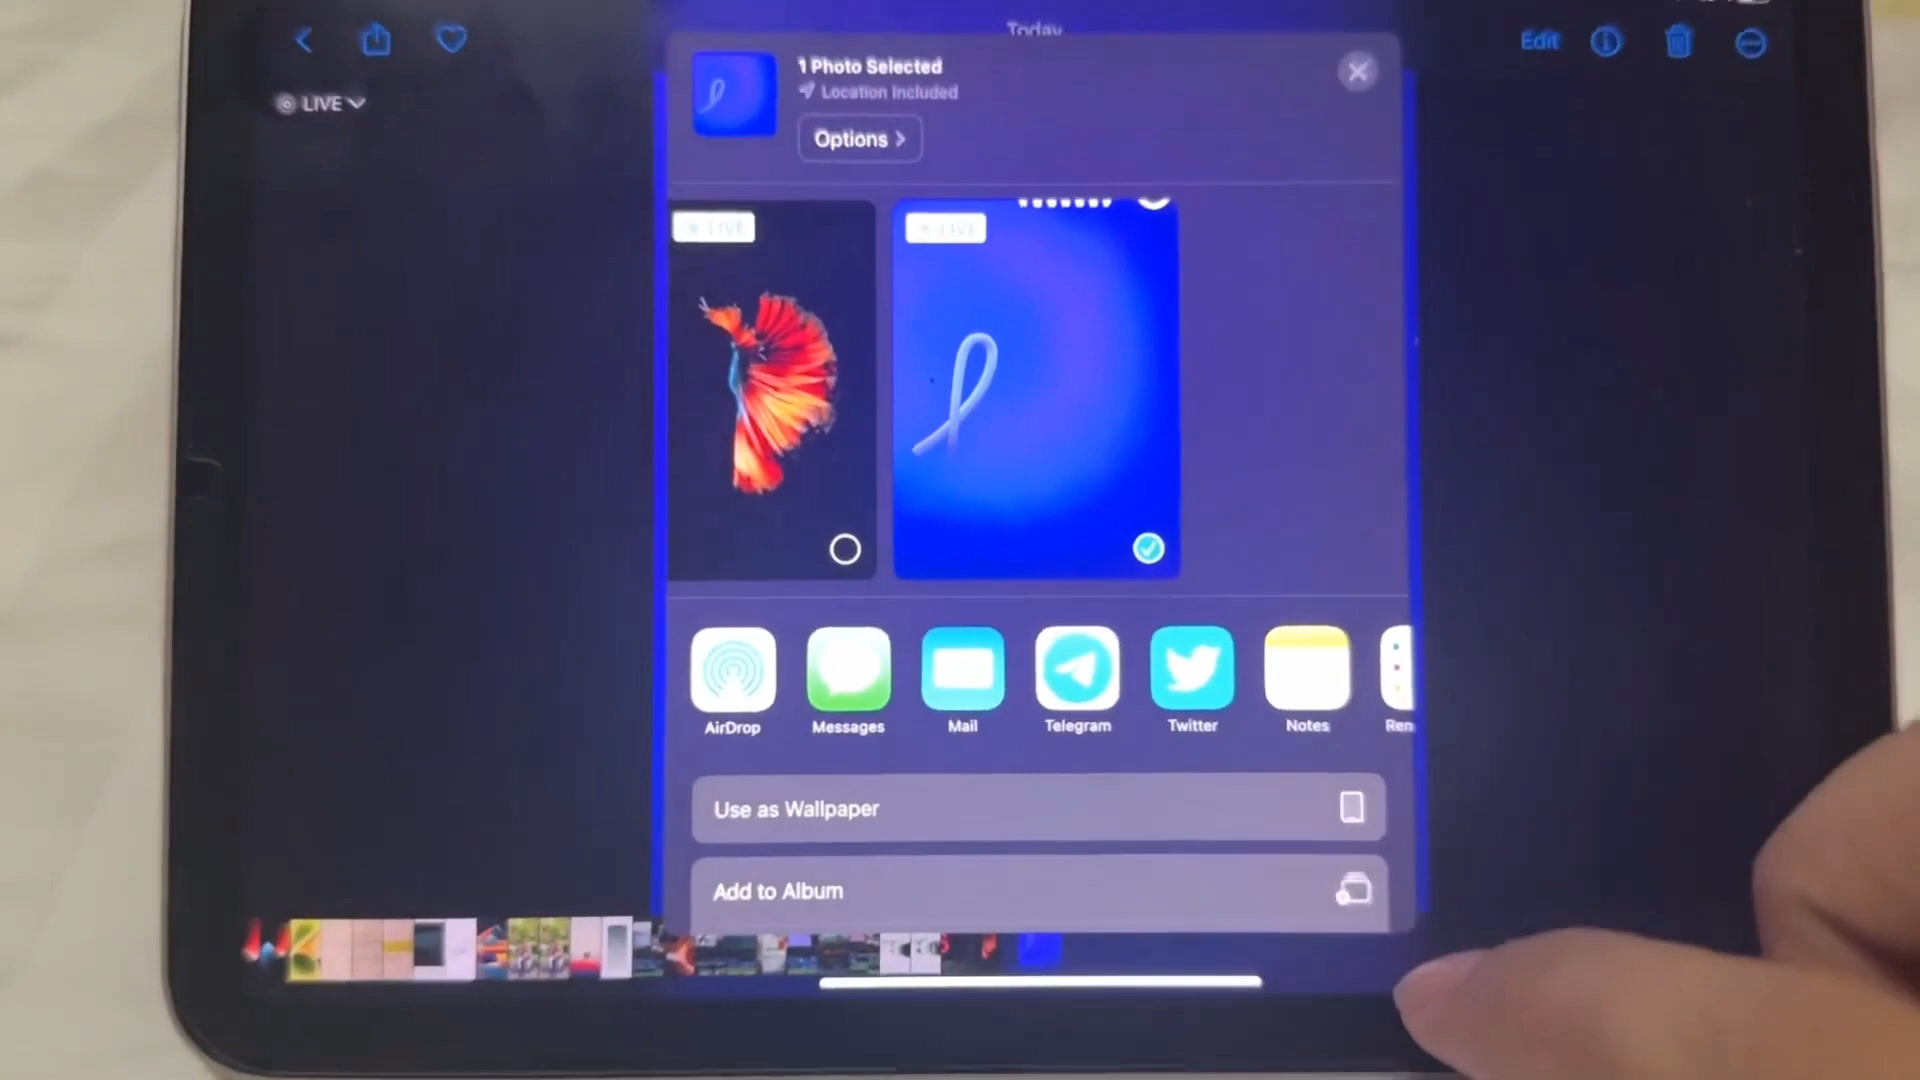 Today
Edit
LIVE
1 Photo Selected
Location Included
Options
LIVE
LIVE
AirDrop
Messages
Mail
Telegram
Twitter
Notes
Rem
Use as Wallpaper
Add to Album